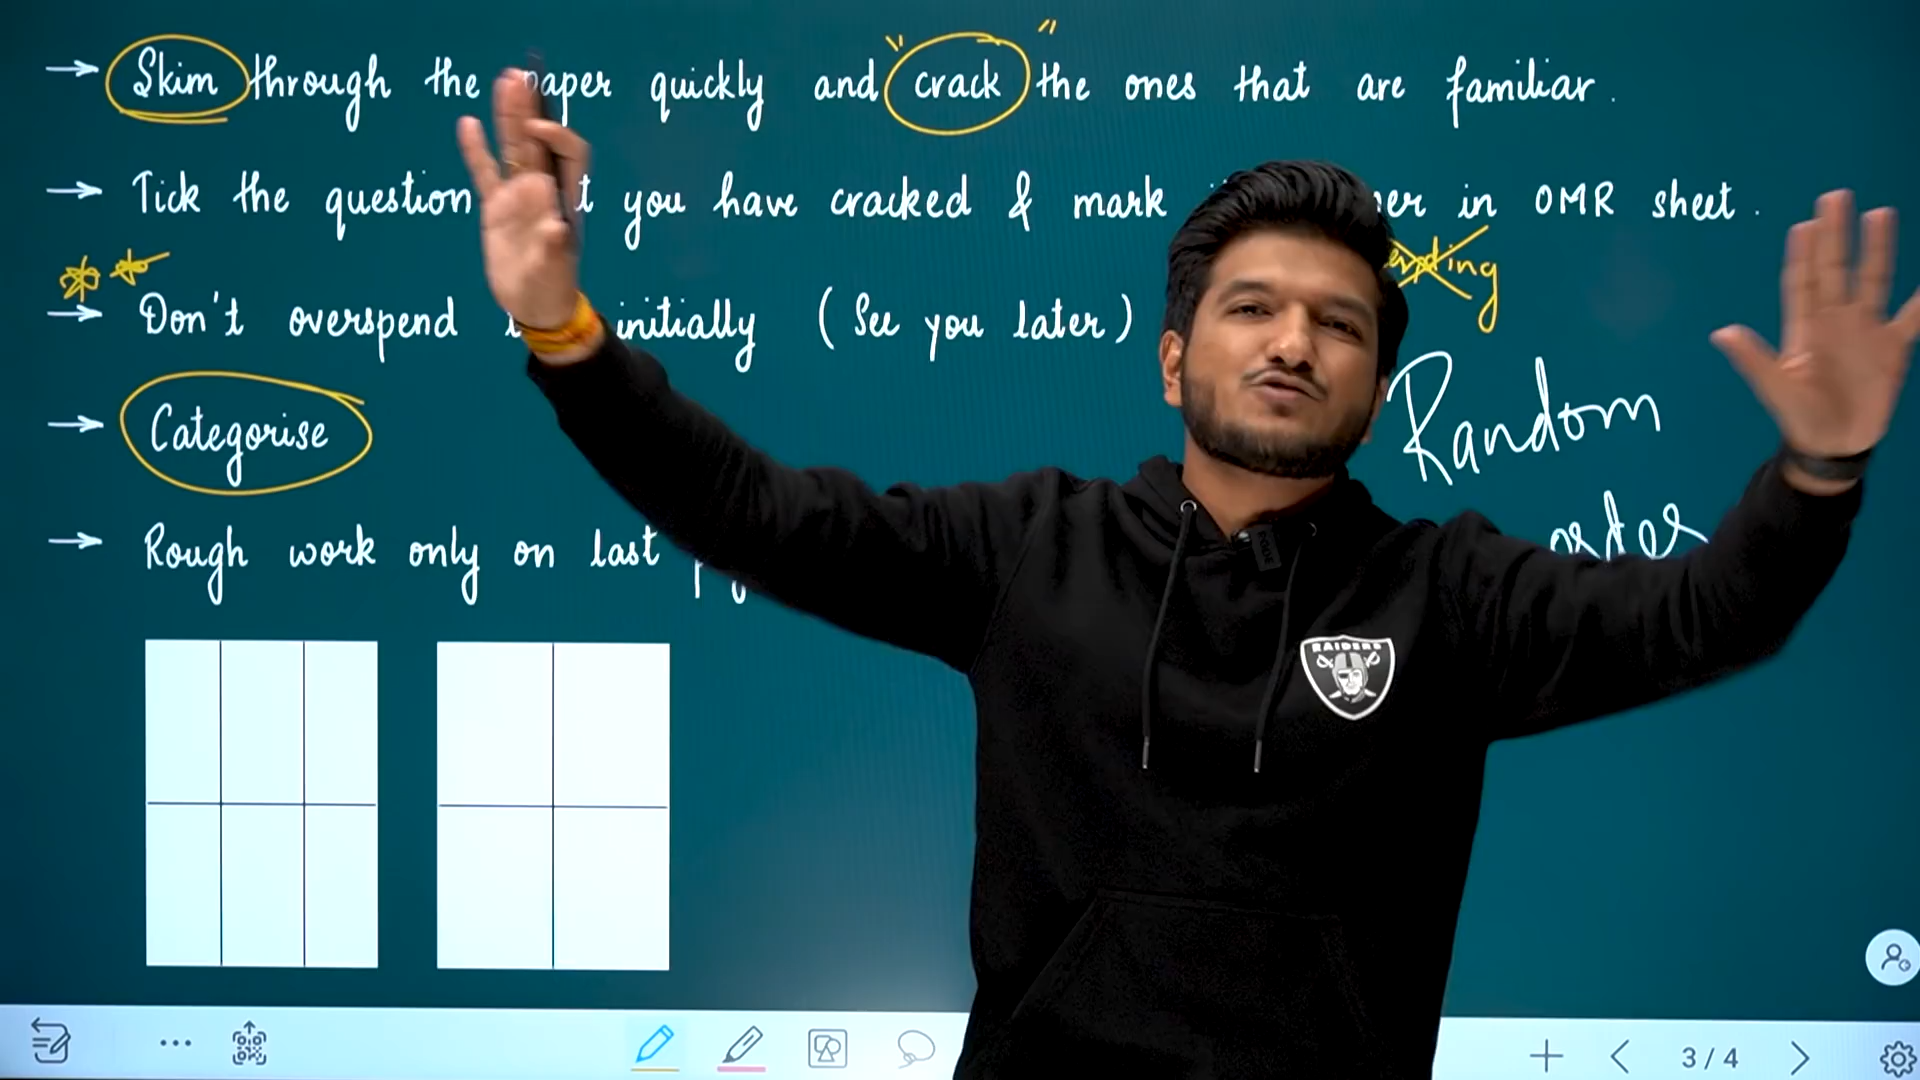 → Skim through the paper quickly and "crack" the ones that are familiar.
→ Tick the question you have cracked & mark in OMR sheet.
→ Don't overspend initially (See you later)
Random
→ Categorise
order
→ Rough work only on last
RAIDERS
3/4